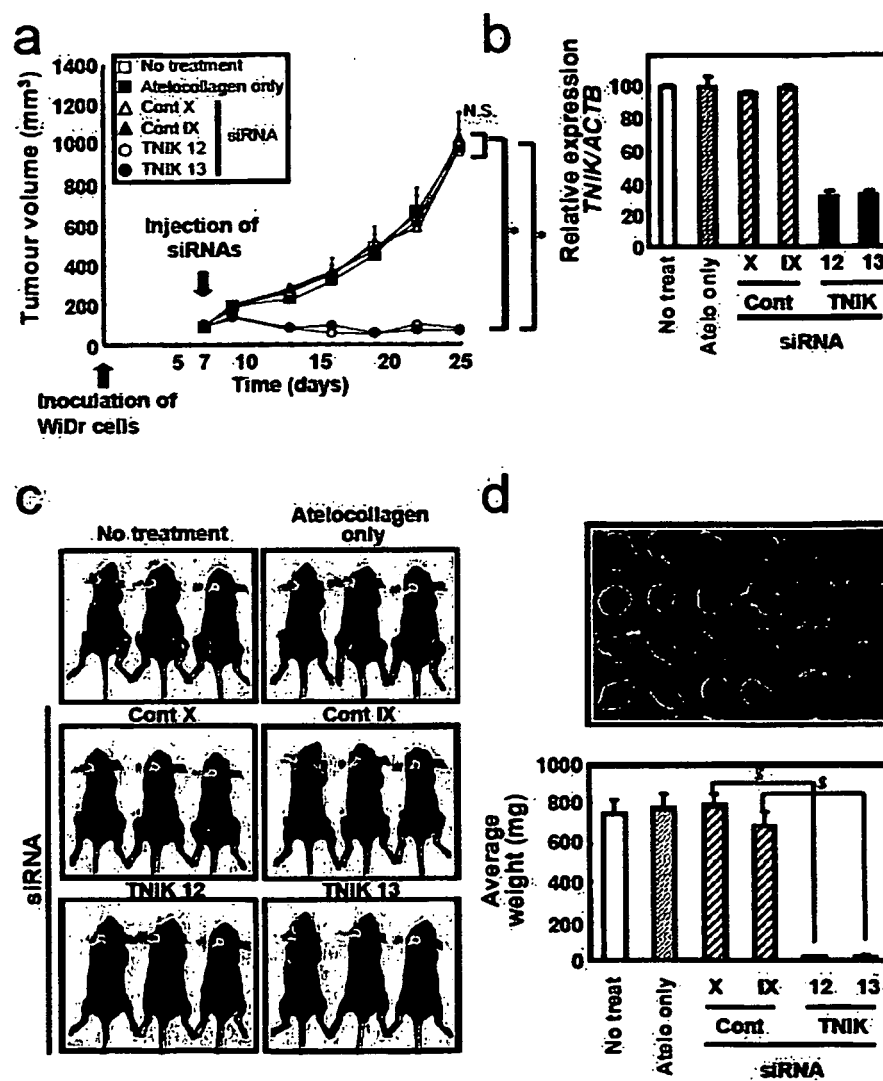 a
Tumour volume (mm³)
1400
1200
1000
800
600
400
200
0
No treatment
Atelocollagen only
Cont X
Cont IX
TNIK 12
TNIK 13
siRNA
N.S.
*
*
Injection of
siRNAs
5 7 10 15 20 25
Time (days)
Inoculation of
WiDr cells
b
Relative expression
TNIK/ACTB
100
80
60
40
20
0
No treat
Atelo only
X IX 12 13
Cont TNIK
siRNA
c
No treatment
Atelocollagen
only
Cont X
Cont IX
TNIK 12
TNIK 13
siRNA
d
Average
weight (mg)
1000
800
600
400
200
0
$
$
No treat
Atelo only
X IX 12 13
Cont TNIK
siRNA